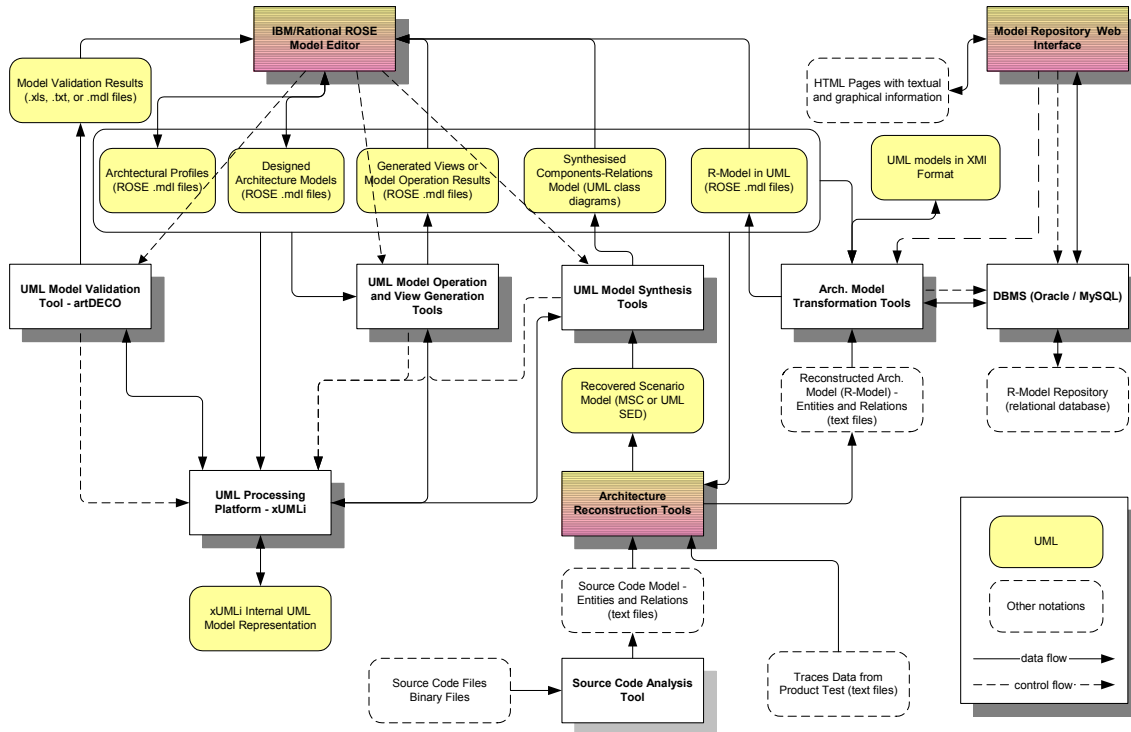 IBM/Rational ROSE
Model Editor
Model Repository Web
Interface
Model Validation Results
(.xls, .txt, or .mdl files)
HTML Pages with textual
and graphical information
Archtectural Profiles
(ROSE .mdl files)
Designed
Architecture Models
(ROSE .mdl files)
Generated Views or
Model Operation Results
(ROSE .mdl files)
Synthesised
Components-Relations
Model (UML class
diagrams)
R-Model in UML
(ROSE .mdl files)
UML models in XMI
Format
UML Model Validation
Tool - artDECO
UML Model Operation
and View Generation
Tools
UML Model Synthesis
Tools
Arch. Model
Transformation Tools
DBMS (Oracle / MySQL)
Recovered Scenario
Model (MSC or UML
SED)
Reconstructed Arch.
Model (R-Model) -
Entities and Relations
(text files)
R-Model Repository
(relational database)
UML Processing
Platform - xUMLi
Architecture
Reconstruction Tools
xUMLi Internal UML
Model Representation
Source Code Model -
Entities and Relations
(text files)
Source Code Files
Binary Files
Source Code Analysis
Tool
Traces Data from
Product Test (text files)
UML
Other notations
data flow
control flow